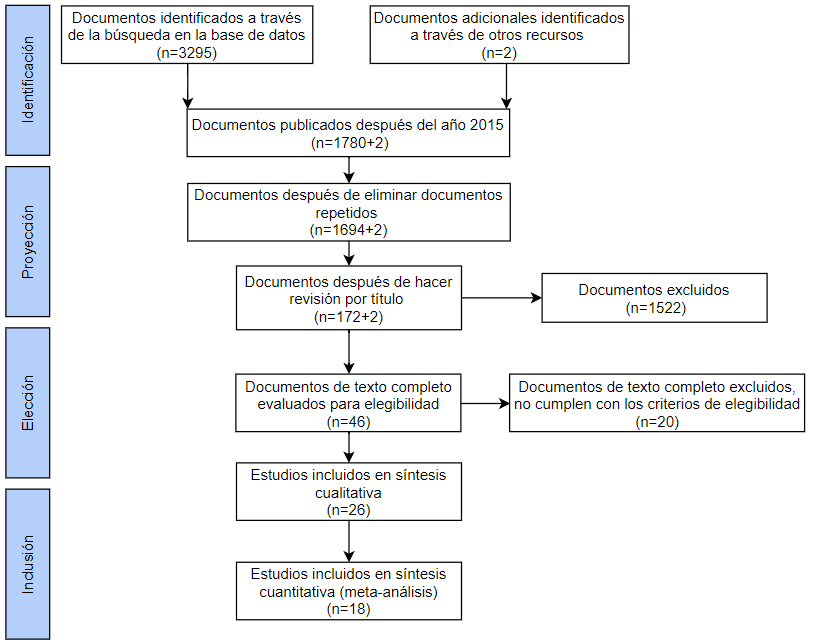 Identificación
Documentos identificados a través
de la búsqueda en la base de datos
(n=3295)
Documentos adicionales identificados
a través de otros recursos
(n=2)
Documentos publicados después del año 2015
(n=1780+2)
Proyección
Documentos después de eliminar documentos
repetidos
(n=1694+2)
Documentos después de hacer
revisión por título
(n=172+2)
Documentos excluidos
(n=1522)
Elección
Documentos de texto completo
evaluados para elegibilidad
(n=46)
Documentos de texto completo excluidos,
no cumplen con los criterios de elegibilidad
(n=20)
Estudios incluidos en síntesis
cualitativa
(n=26)
Inclusión
Estudios incluidos en síntesis
cuantitativa (meta-análisis)
(n=18)